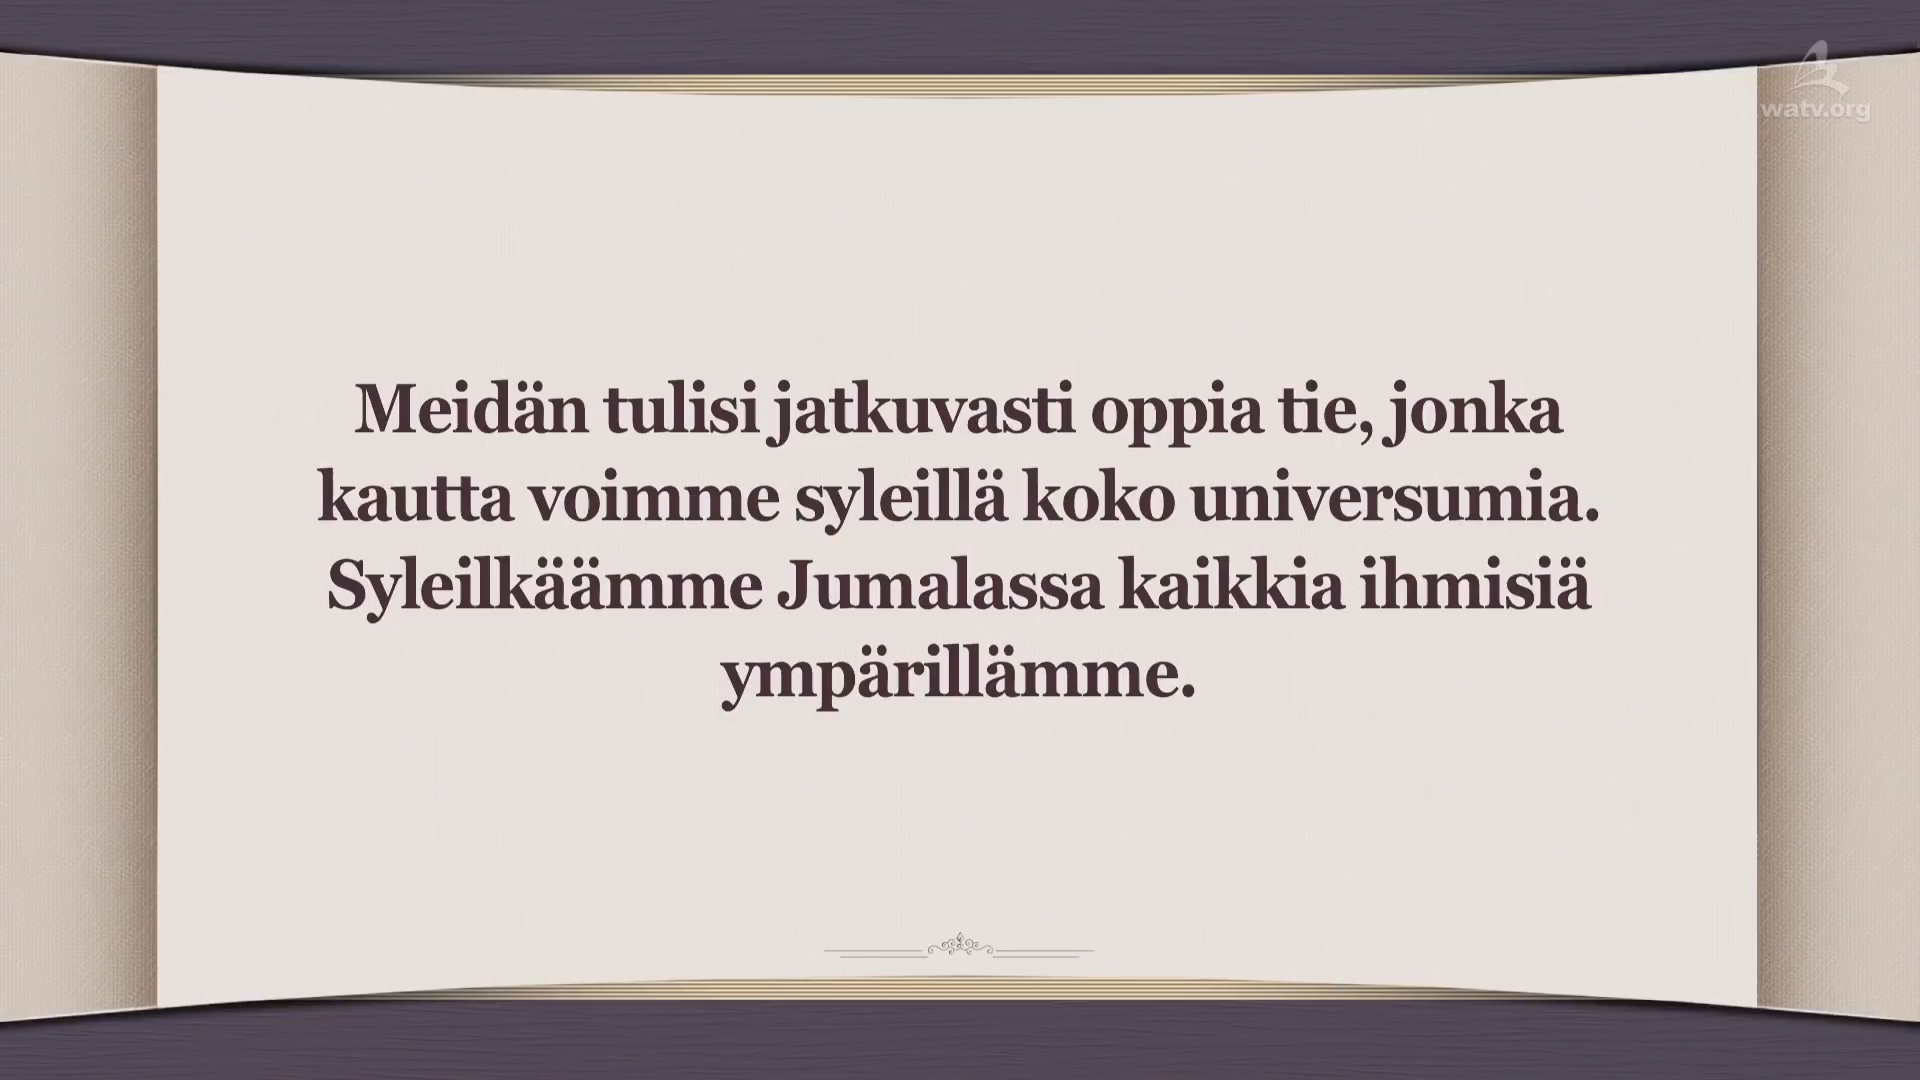 watv.org
Meidän tulisi jatkuvasti oppia tie, jonka
kautta voimme syleillä koko universumia.
Syleilkäämme Jumalassa kaikkia ihmisiä
ympärillämme.